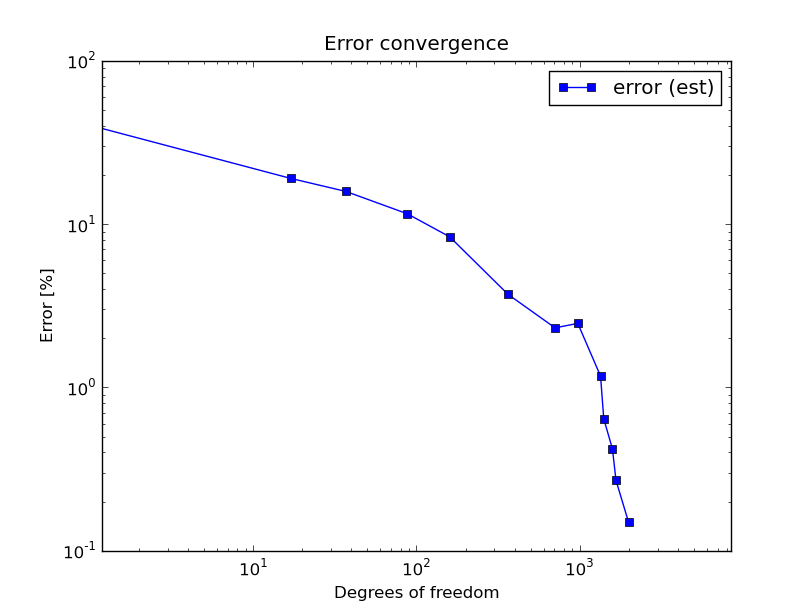 Error convergence
error (est)
10^2
10^1
10^0
10^-1
Error [%]
10^1
10^2
10^3
Degrees of freedom